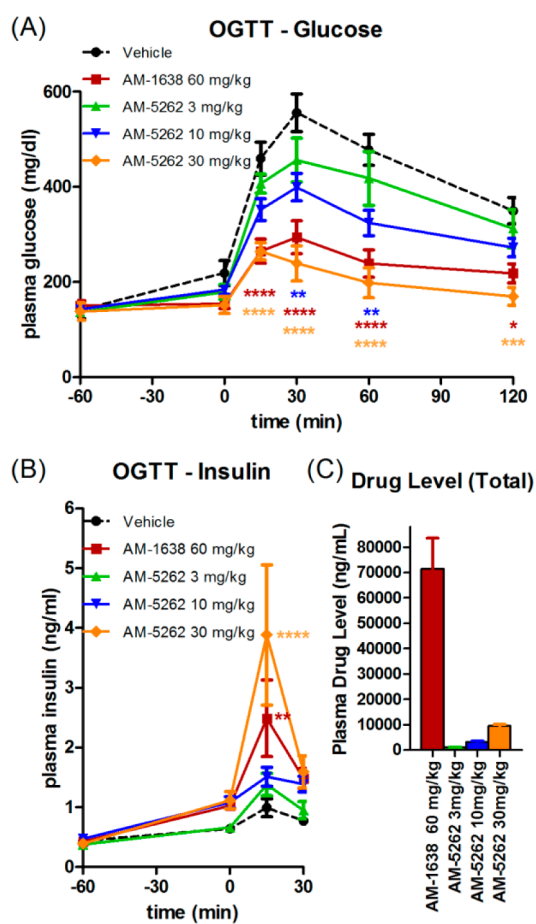 (A)
OGTT - Glucose
Vehicle
AM-1638 60 mg/kg
AM-5262 3 mg/kg
AM-5262 10 mg/kg
AM-5262 30 mg/kg
plasma glucose (mg/dl)
600
400
200
0
**** ** ** *
**** **** **** ***
**** ****
-60 -30 0 30 60 90 120
time (min)
(B)
OGTT - Insulin
Vehicle
AM-1638 60 mg/kg
AM-5262 3 mg/kg
AM-5262 10 mg/kg
AM-5262 30 mg/kg
plasma insulin (ng/ml)
6
5
4
3
2
1
0
****
**
-60 0 30
time (min)
(C)
Drug Level (Total)
Plasma Drug Level (ng/mL)
80000
70000
60000
50000
40000
30000
20000
10000
0
AM-1638 60 mg/kg
AM-5262 3mg/kg
AM-5262 10mg/kg
AM-5262 30mg/kg